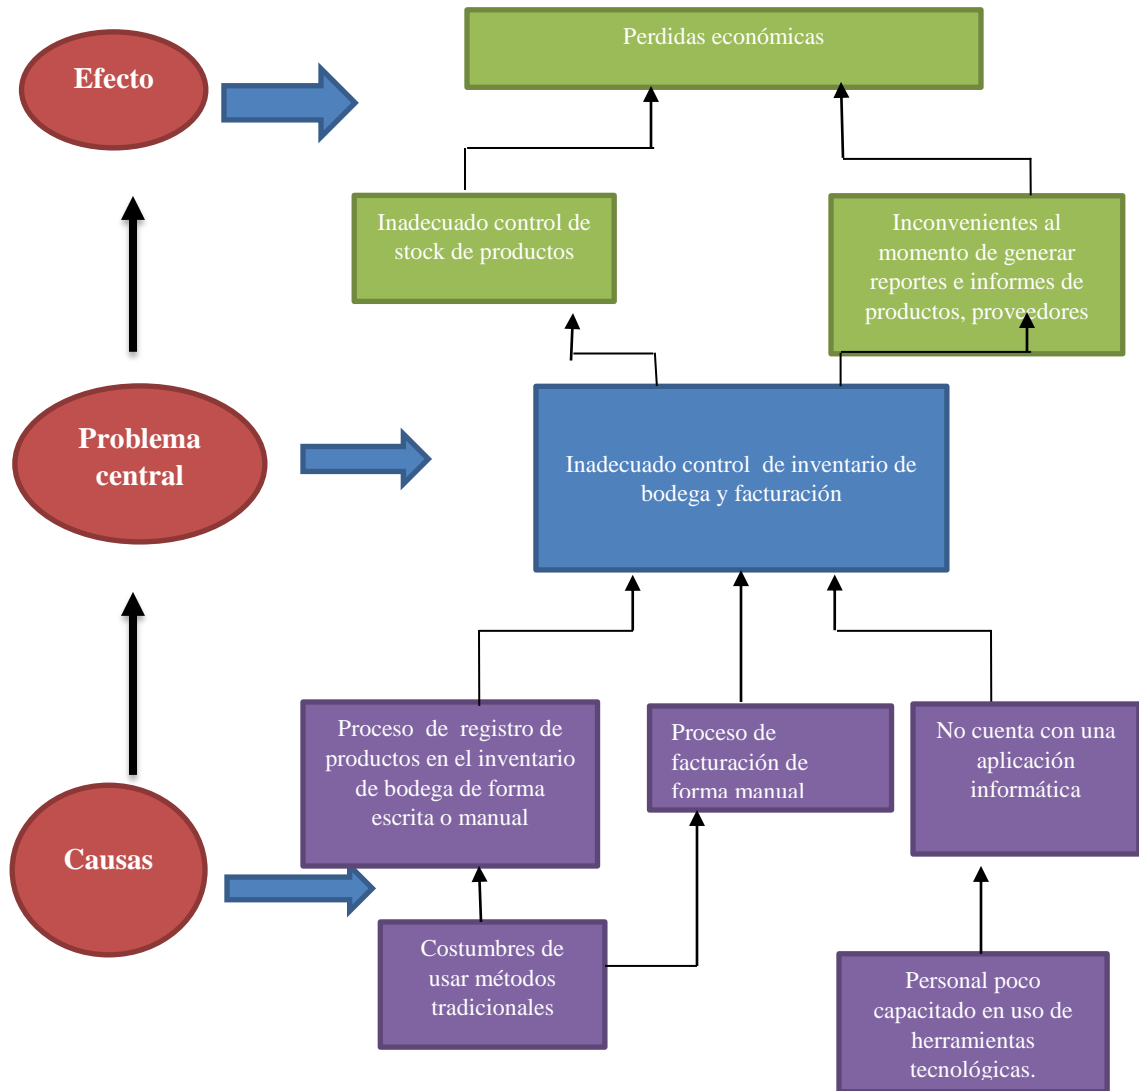 Efecto
Perdidas económicas
Inadecuado control de
stock de productos
Inconvenientes al
momento de generar
reportes e informes de
productos, proveedores
Problema
central
Inadecuado control  de inventario de
bodega y facturación
Causas
Proceso  de  registro de
productos en el inventario
de bodega de forma
escrita o manual
Proceso de
facturación de
forma manual
No cuenta con una
aplicación
informática
Costumbres de
usar métodos
tradicionales
Personal poco
capacitado en uso de
herramientas
tecnológicas.